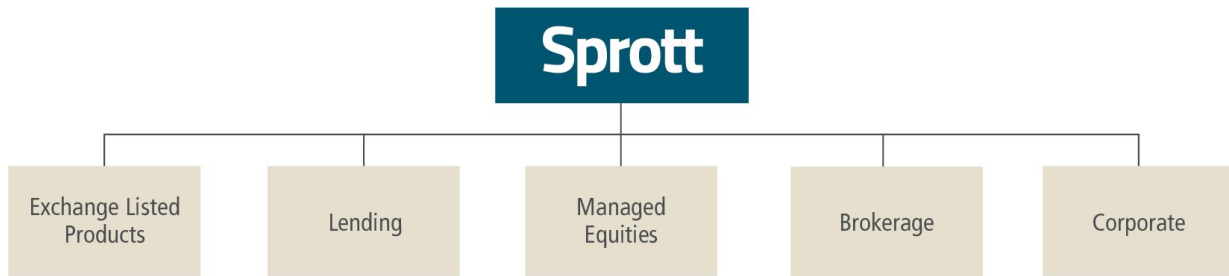 Sprott
Exchange Listed
Products
Lending
Managed
Equities
Brokerage
Corporate